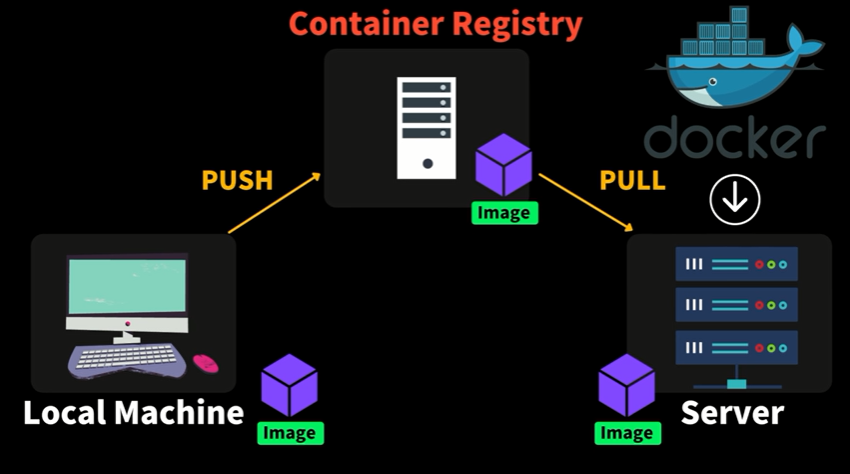 Container Registry
docker
PUSH
PULL
Image
Local Machine
Image
Image
Server